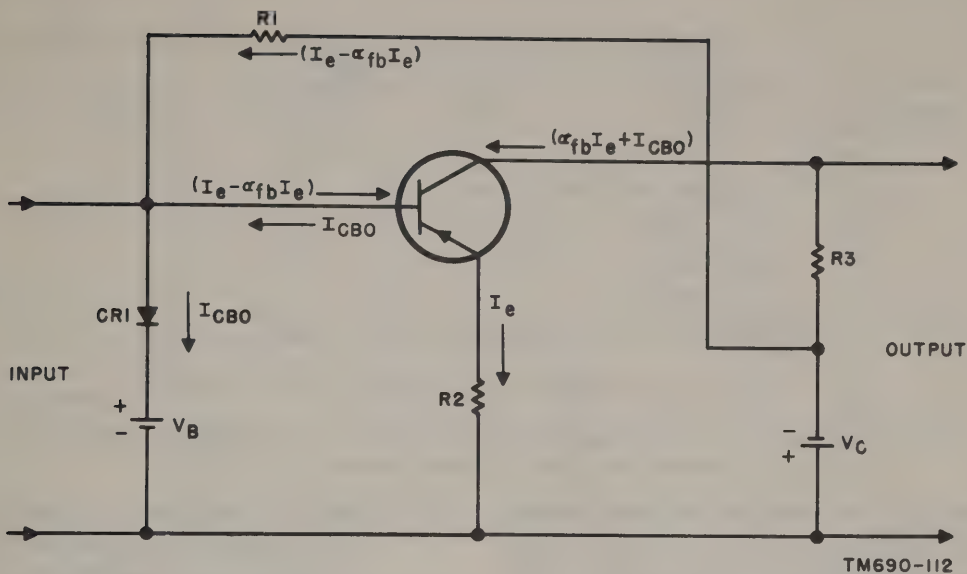 R1
(Ie-αfbIe)
(αfbIe+ICBO)
(Ie-αfbIe)
ICBO
R3
CR1
ICBO
Ie
OUTPUT
INPUT
R2
+
-
VB
-
+
VC
TM690-112